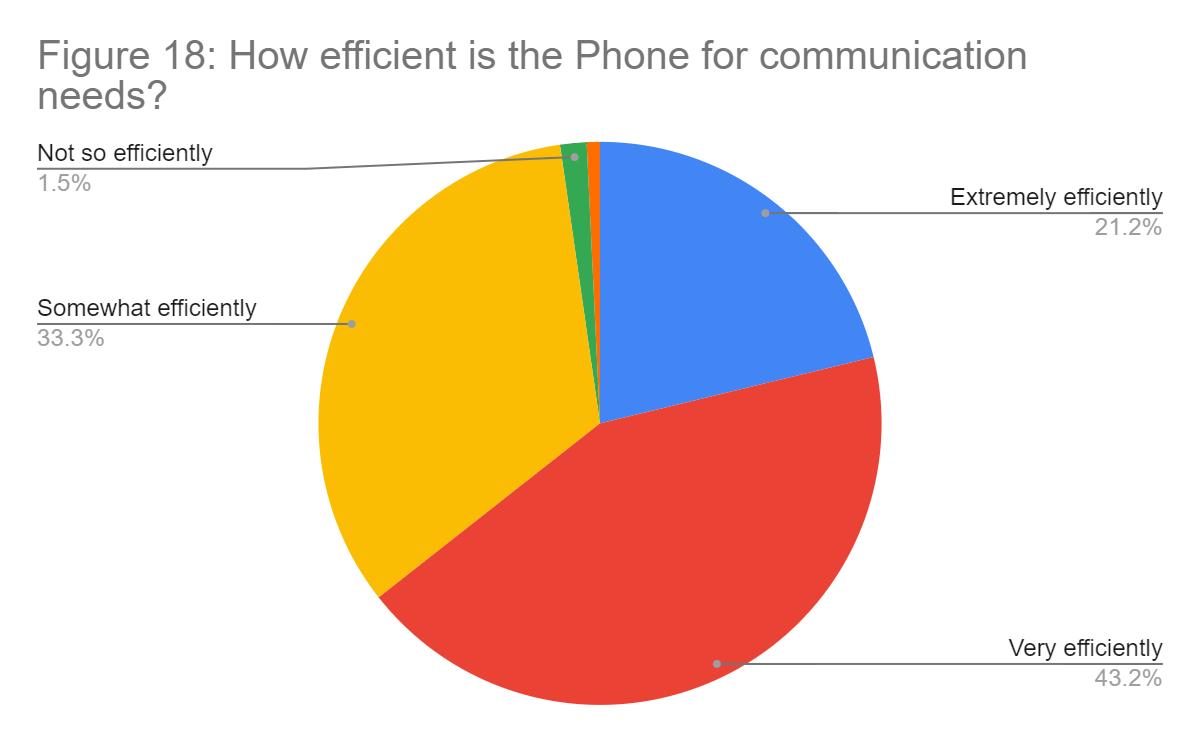 Figure 18: How efficient is the Phone for communication
needs?
Not so efficiently
1.5%
Extremely efficiently
21.2%
Somewhat efficiently
33.3%
Very efficiently
43.2%